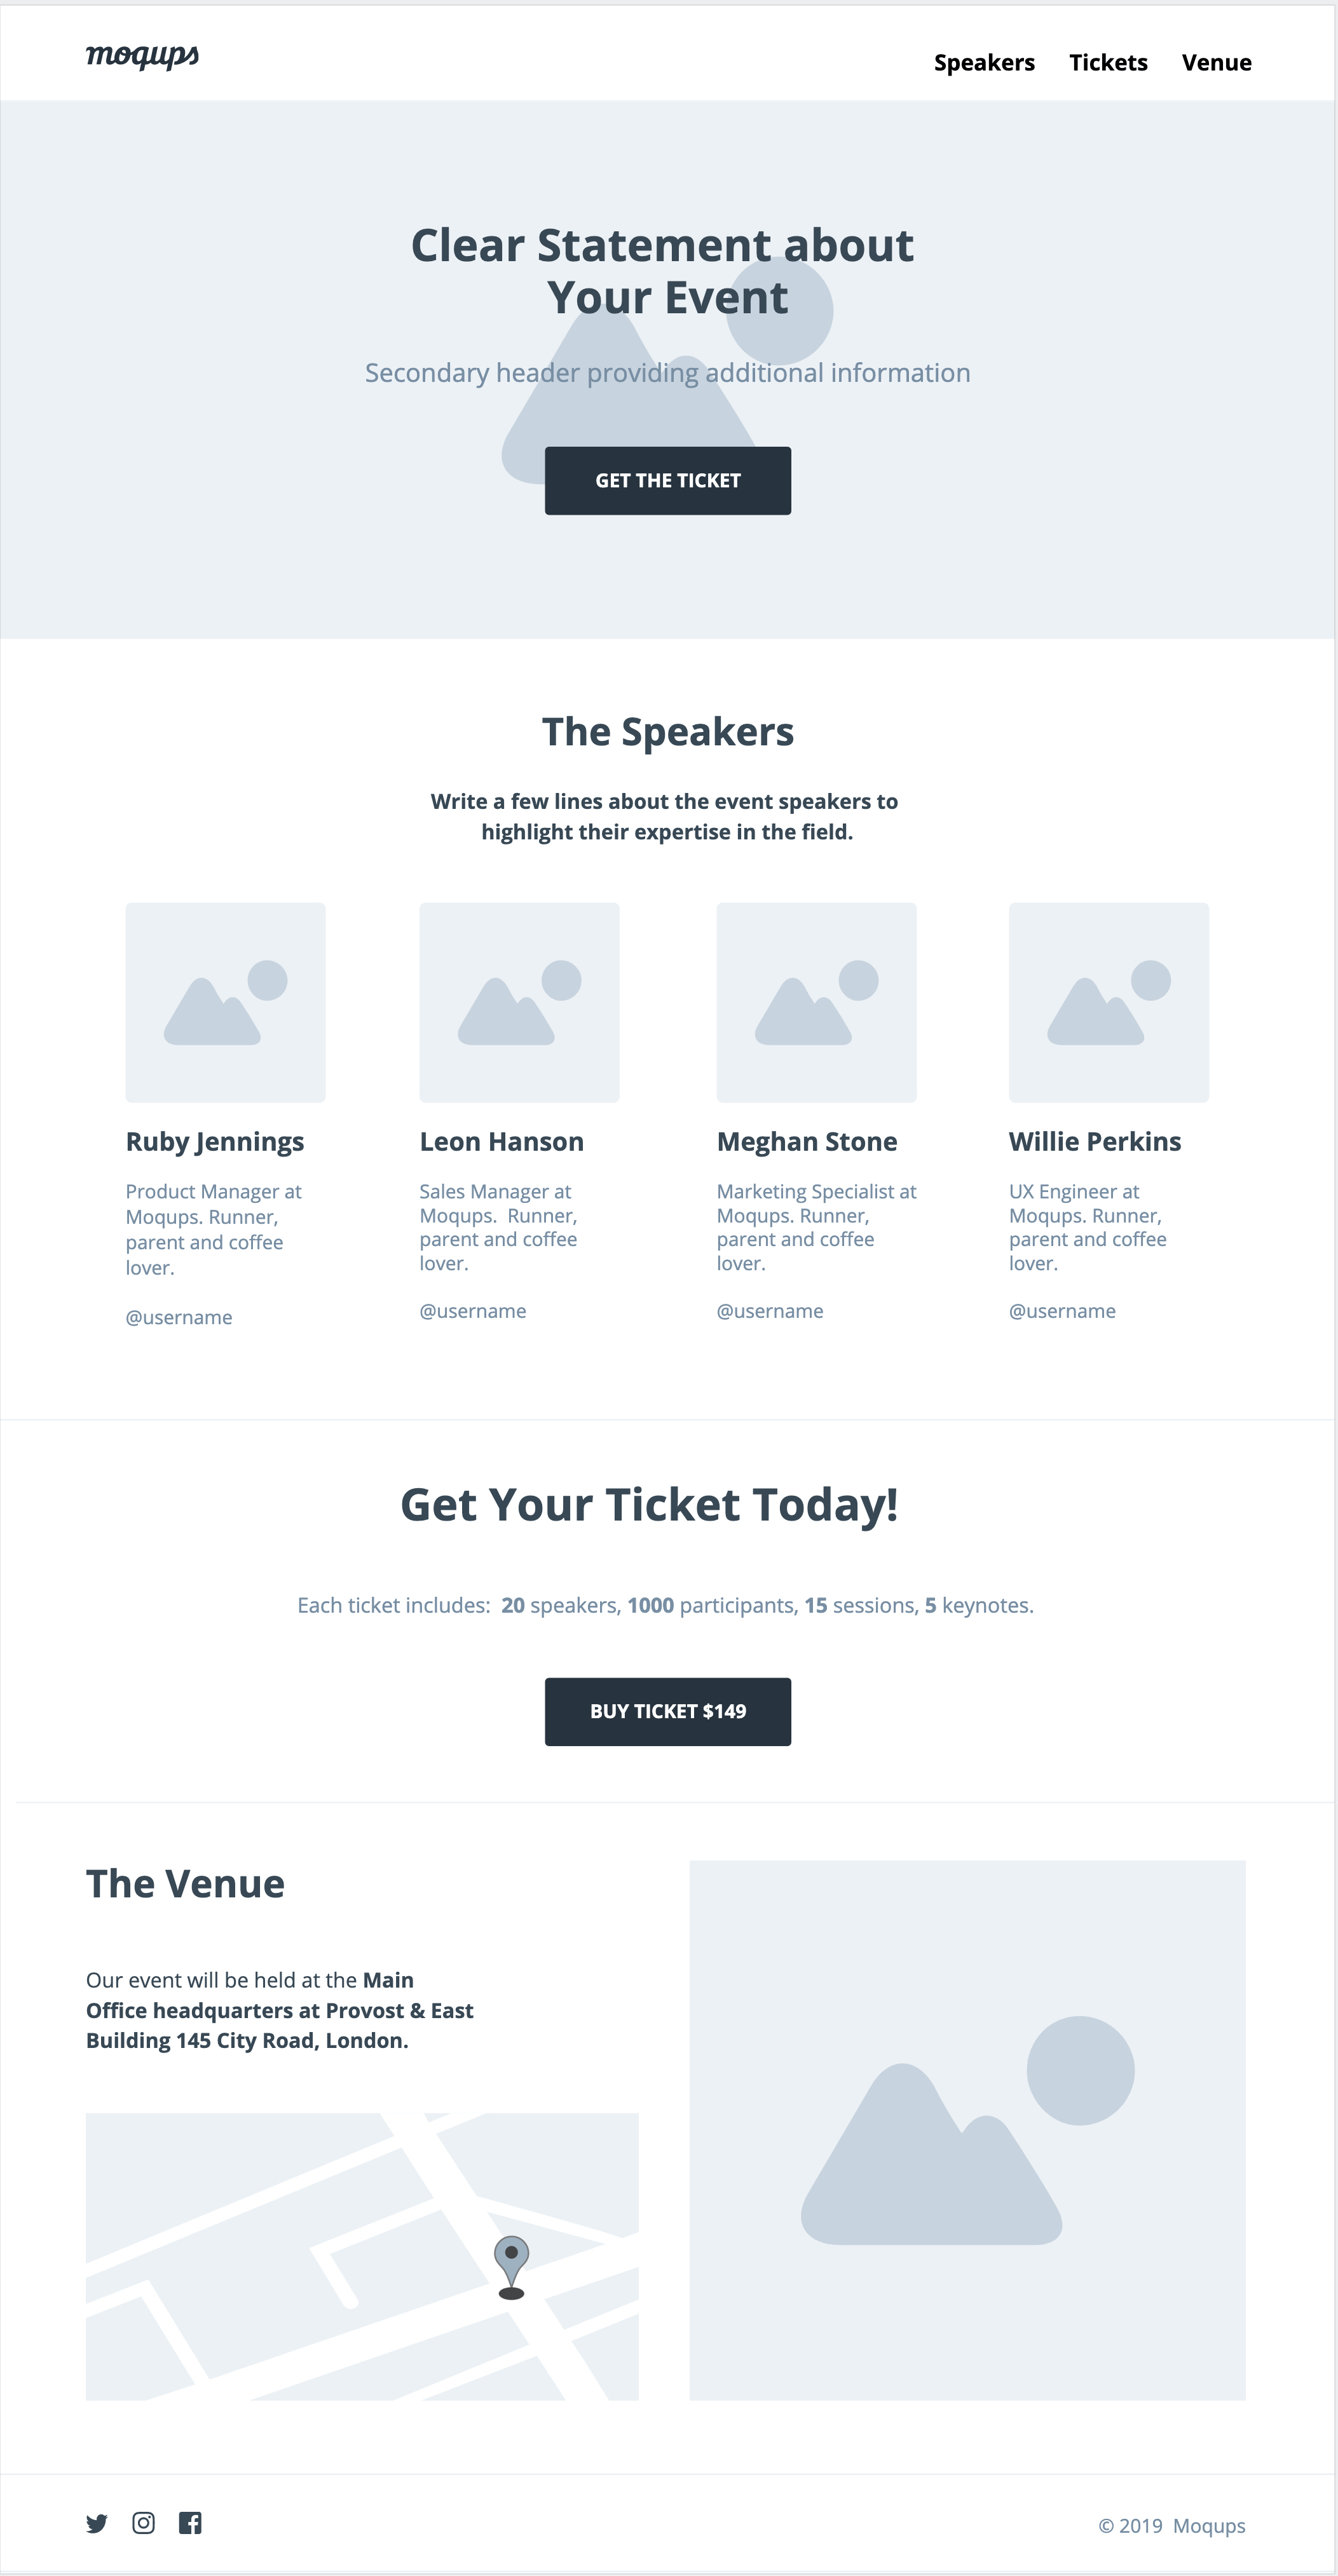 moqups
Speakers Tickets Venue
Clear Statement about
Your Event
Secondary header providing additional information
GET THE TICKET
The Speakers
Write a few lines about the event speakers to
highlight their expertise in the field.
Ruby Jennings
Product Manager at
Moqups. Runner,
parent and coffee
lover.
@username
Leon Hanson
Sales Manager at
Moqups.  Runner,
parent and coffee
lover.
@username
Meghan Stone
Marketing Specialist at
Moqups. Runner,
parent and coffee
lover.
@username
Willie Perkins
UX Engineer at
Moqups. Runner,
parent and coffee
lover.
@username
Get Your Ticket Today!
Each ticket includes:  20 speakers, 1000 participants, 15 sessions, 5 keynotes.
BUY TICKET $149
The Venue
Our event will be held at the Main
Office headquarters at Provost & East
Building 145 City Road, London.
© 2019  Moqups